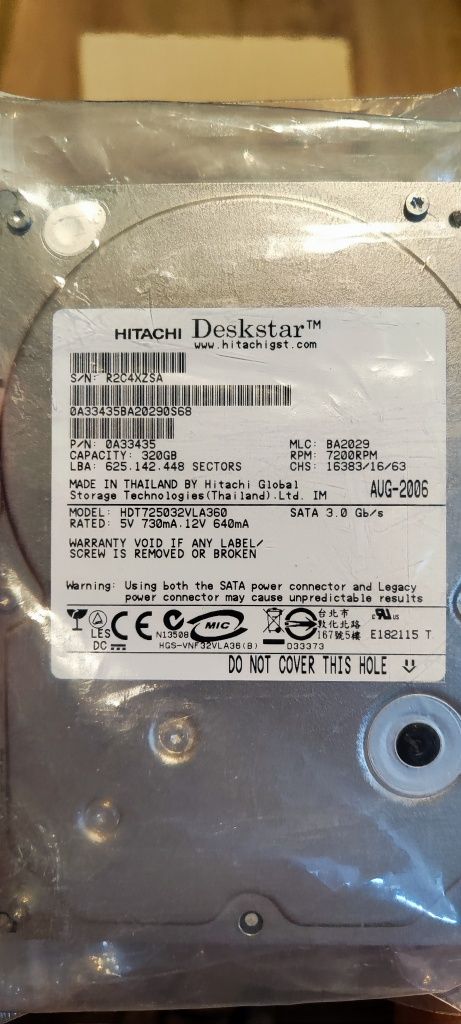 HITACHI Deskstar™
www.hitachigst.com
S/N: R2C4XZSA
0A33435BA20290S68
P/N: 0A33435 MLC: BA2029
CAPACITY: 320GB RPM: 7200RPM
LBA: 625.142.448 SECTORS CHS: 16383/16/63
MADE IN THAILAND BY Hitachi Global
Storage Technologies(Thailand).Ltd. IM AUG-2006
MODEL: HDT725032VLA360 SATA 3.0 Gb/s
RATED: 5V 730mA.12V 640mA
WARRANTY VOID IF ANY LABEL/
SCREW IS REMOVED OR BROKEN
Warning: Using both the SATA power connector and Legacy
power connector may cause unpredictable results
LES
DC
CE
N13508
MIC
HGS-VNF32VLA36(B)
D33373
台北市
敦化北路
167號5樓
E182115 T
DO NOT COVER THIS HOLE